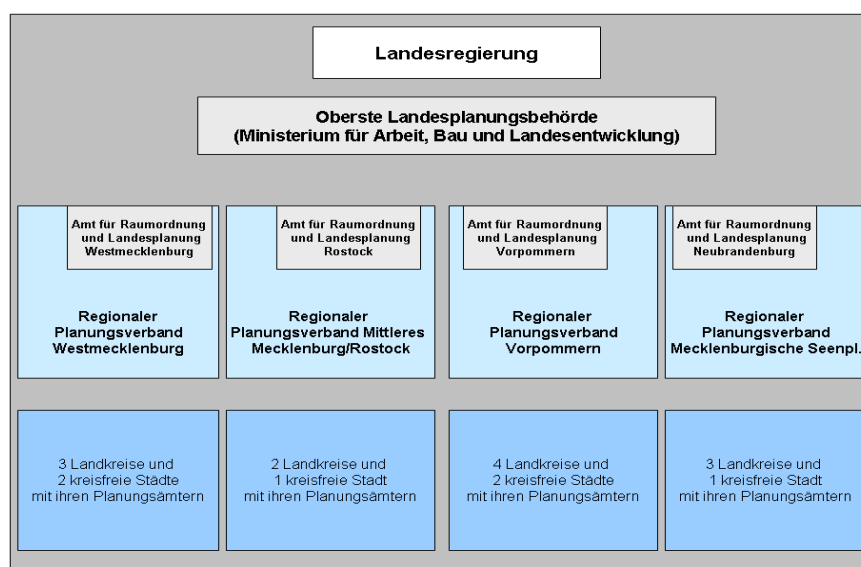 Landesregierung
Oberste Landesplanungsbehörde
(Ministerium für Arbeit, Bau und Landesentwicklung)
Amt für Raumordnung
und Landesplanung
Westmecklenburg
Regionaler
Planungsverband
Westmecklenburg
Amt für Raumordnung
und Landesplanung
Rostock
Regionaler
Planungsverband Mittleres
Mecklenburg/Rostock
Amt für Raumordnung
und Landesplanung
Vorpommern
Regionaler
Planungsverband
Vorpommern
Amt für Raumordnung
und Landesplanung
Neubrandenburg
Regionaler
Planungsverband
Mecklenburgische Seenpl.
3 Landkreise und
2 kreisfreie Städte
mit ihren Planungsämtern
2 Landkreise und
1 kreisfreie Stadt
mit ihren Planungsämtern
4 Landkreise und
2 kreisfreie Städte
mit ihren Planungsämtern
3 Landkreise und
1 kreisfreie Stadt
mit ihren Planungsämtern